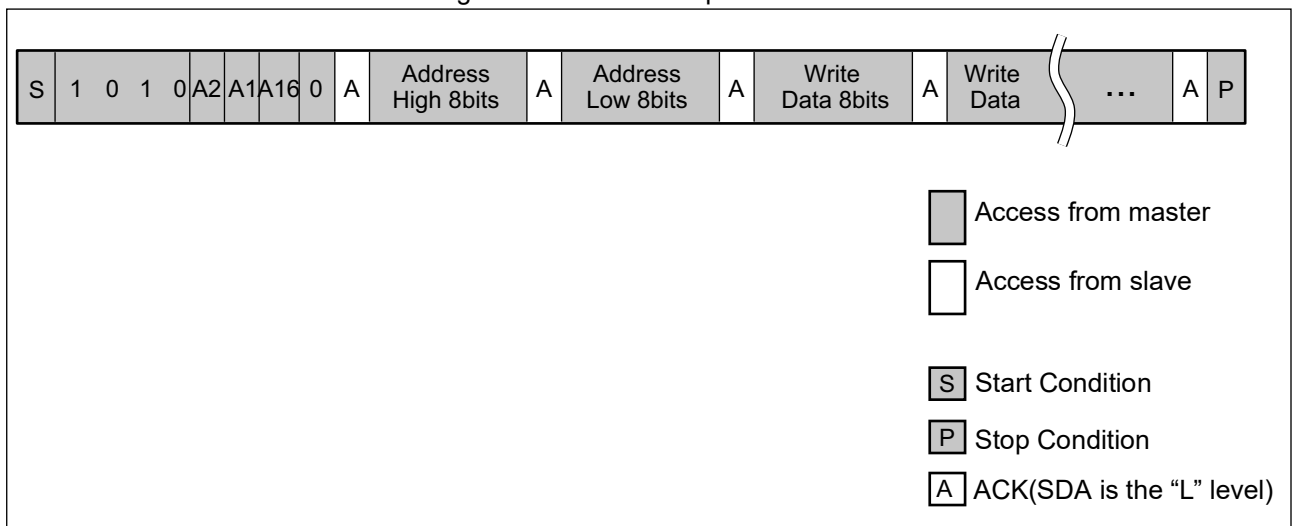 S 1 0 1 0 A2 A1 A16 0 A Address High 8bits A Address Low 8bits A Write Data 8bits A Write Data ... A P
Access from master
Access from slave
S Start Condition
P Stop Condition
A ACK(SDA is the “L” level)